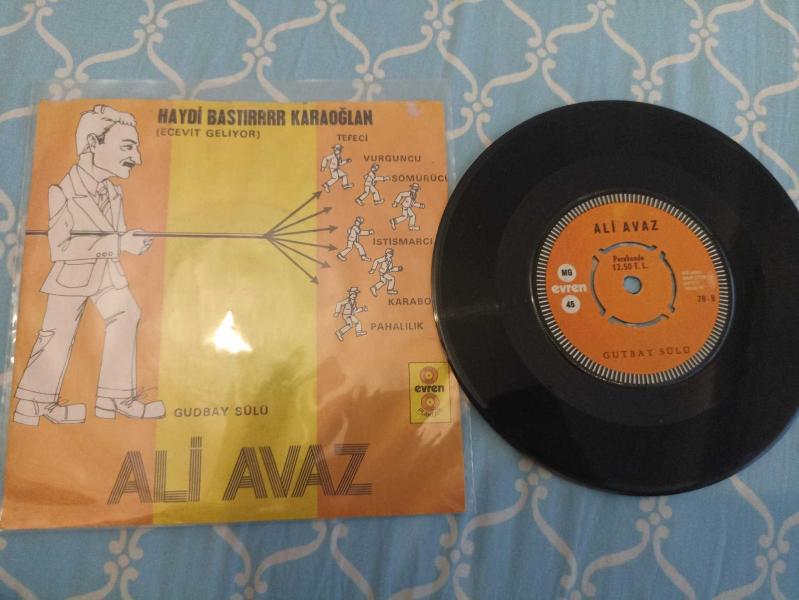 HAYDİ BASTIRRRR KARAOĞLAN
(ECEVİT GELİYOR)
TEFECİ
VURGUNCU
SÖMÜRÜCÜ
İSTİSMARCI
KARABO
PAHALILIK
evren
GUDBAY SÜLÜ
ALİ AVAZ
ALİ AVAZ
Perakende
12.50 T.L.
MG
evren
45
78-B
GUTBAY SÜLÜ